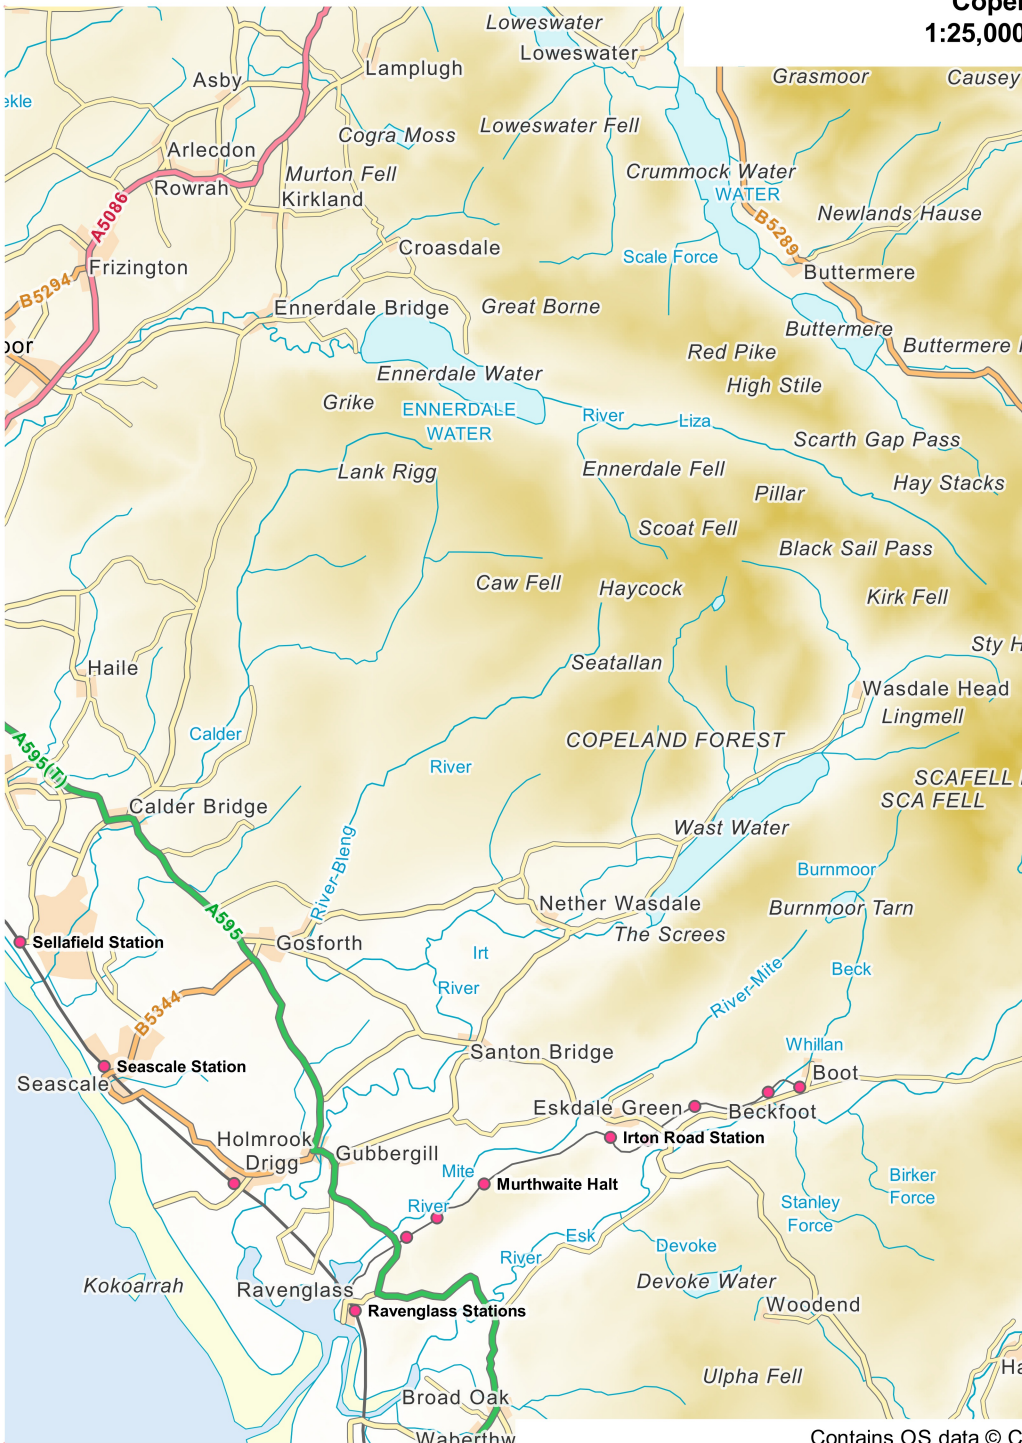 Loweswater
Loweswater
1:25,000
Lamplugh
Asby
Grasmoor
Causey
ekle
Cogra Moss
Loweswater Fell
Arlecdon
Murton Fell
Crummock Water
Rowrah
Kirkland
WATER
A5086
Newlands Hause
B5289
Croasdale
Scale Force
Frizington
Buttermere
B5294
Ennerdale Bridge
Great Borne
Buttermere
oor
Red Pike
Buttermere
Ennerdale Water
High Stile
Grike
ENNERDALE
WATER
River
Liza
Scarth Gap Pass
Lank Rigg
Ennerdale Fell
Hay Stacks
Pillar
Scoat Fell
Black Sail Pass
Caw Fell
Haycock
Kirk Fell
Sty H
Haile
Seatallan
Wasdale Head
Lingmell
Calder
A595(T)
COPELAND FOREST
River
SCAFELL
SCA FELL
Calder Bridge
Wast Water
River-Bleng
Burnmoor
Nether Wasdale
Burnmoor Tarn
A595
The Screes
Sellafield Station
Gosforth
Irt
Beck
River
River-Mite
B5344
Whillan
Santon Bridge
Seascale Station
Boot
Seascale
Eskdale Green
Beckfoot
Holmrook
Irton Road Station
Drigg
Gubbergill
Mite
Birker
Force
Murthwaite Halt
River
Stanley
Force
Esk
Devoke
River
Kokoarrah
Ravenglass
Devoke Water
Ravenglass Stations
Woodend
Ha
Ulpha Fell
Broad Oak
Waberthw
Contains OS data © C